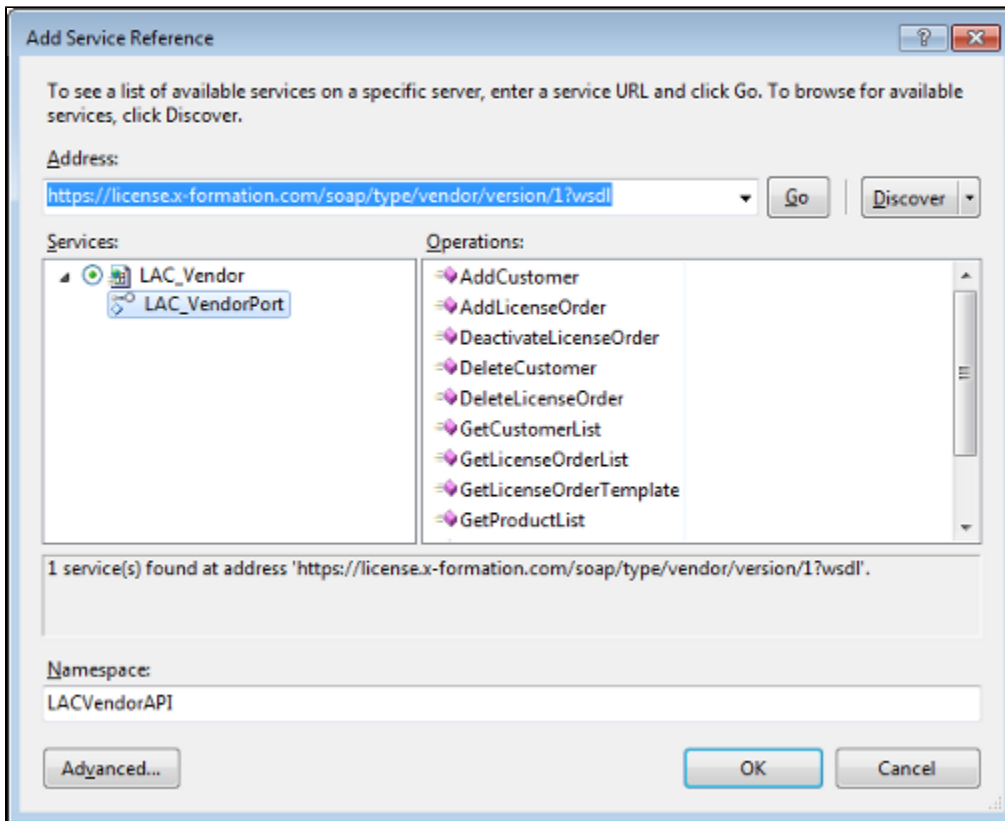 Add Service Reference
To see a list of available services on a specific server, enter a service URL and click Go. To browse for available
services, click Discover.
Address:
https://license.x-formation.com/soap/type/vendor/version/1?wsdl
Go
Discover
Services:
Operations:
LAC_Vendor
LAC_VendorPort
AddCustomer
AddLicenseOrder
DeactivateLicenseOrder
DeleteCustomer
DeleteLicenseOrder
GetCustomerList
GetLicenseOrderList
GetLicenseOrderTemplate
GetProductList
1 service(s) found at address 'https://license.x-formation.com/soap/type/vendor/version/1?wsdl'.
Namespace:
LACVendorAPI
Advanced...
OK
Cancel